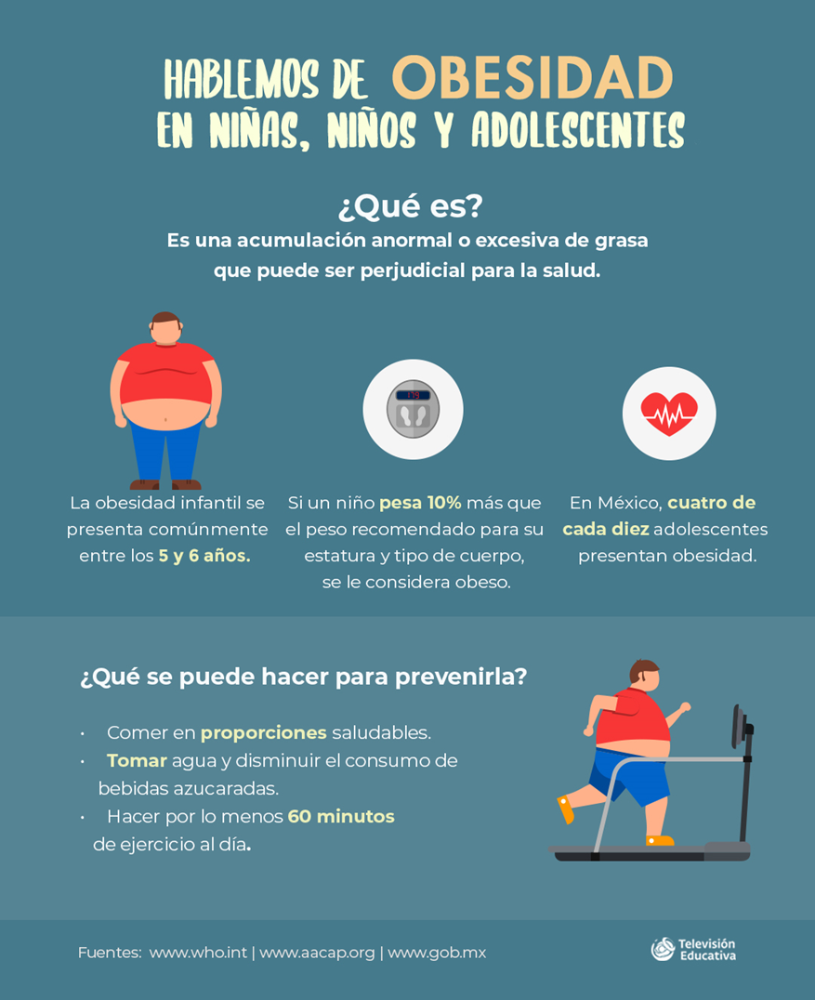 HABLEMOS DE OBESIDAD
EN NIÑAS, NIÑOS Y ADOLESCENTES
¿Qué es?
Es una acumulación anormal o excesiva de grasa
que puede ser perjudicial para la salud.
179
La obesidad infantil se
presenta comúnmente
entre los 5 y 6 años.
Si un niño pesa 10% más que
el peso recomendado para su
estatura y tipo de cuerpo,
se le considera obeso.
En México, cuatro de
cada diez adolescentes
presentan obesidad.
¿Qué se puede hacer para prevenirla?
• Comer en proporciones saludables.
• Tomar agua y disminuir el consumo de
bebidas azucaradas.
• Hacer por lo menos 60 minutos
de ejercicio al día.
Fuentes: www.who.int | www.aacap.org | www.gob.mx
Televisión
Educativa